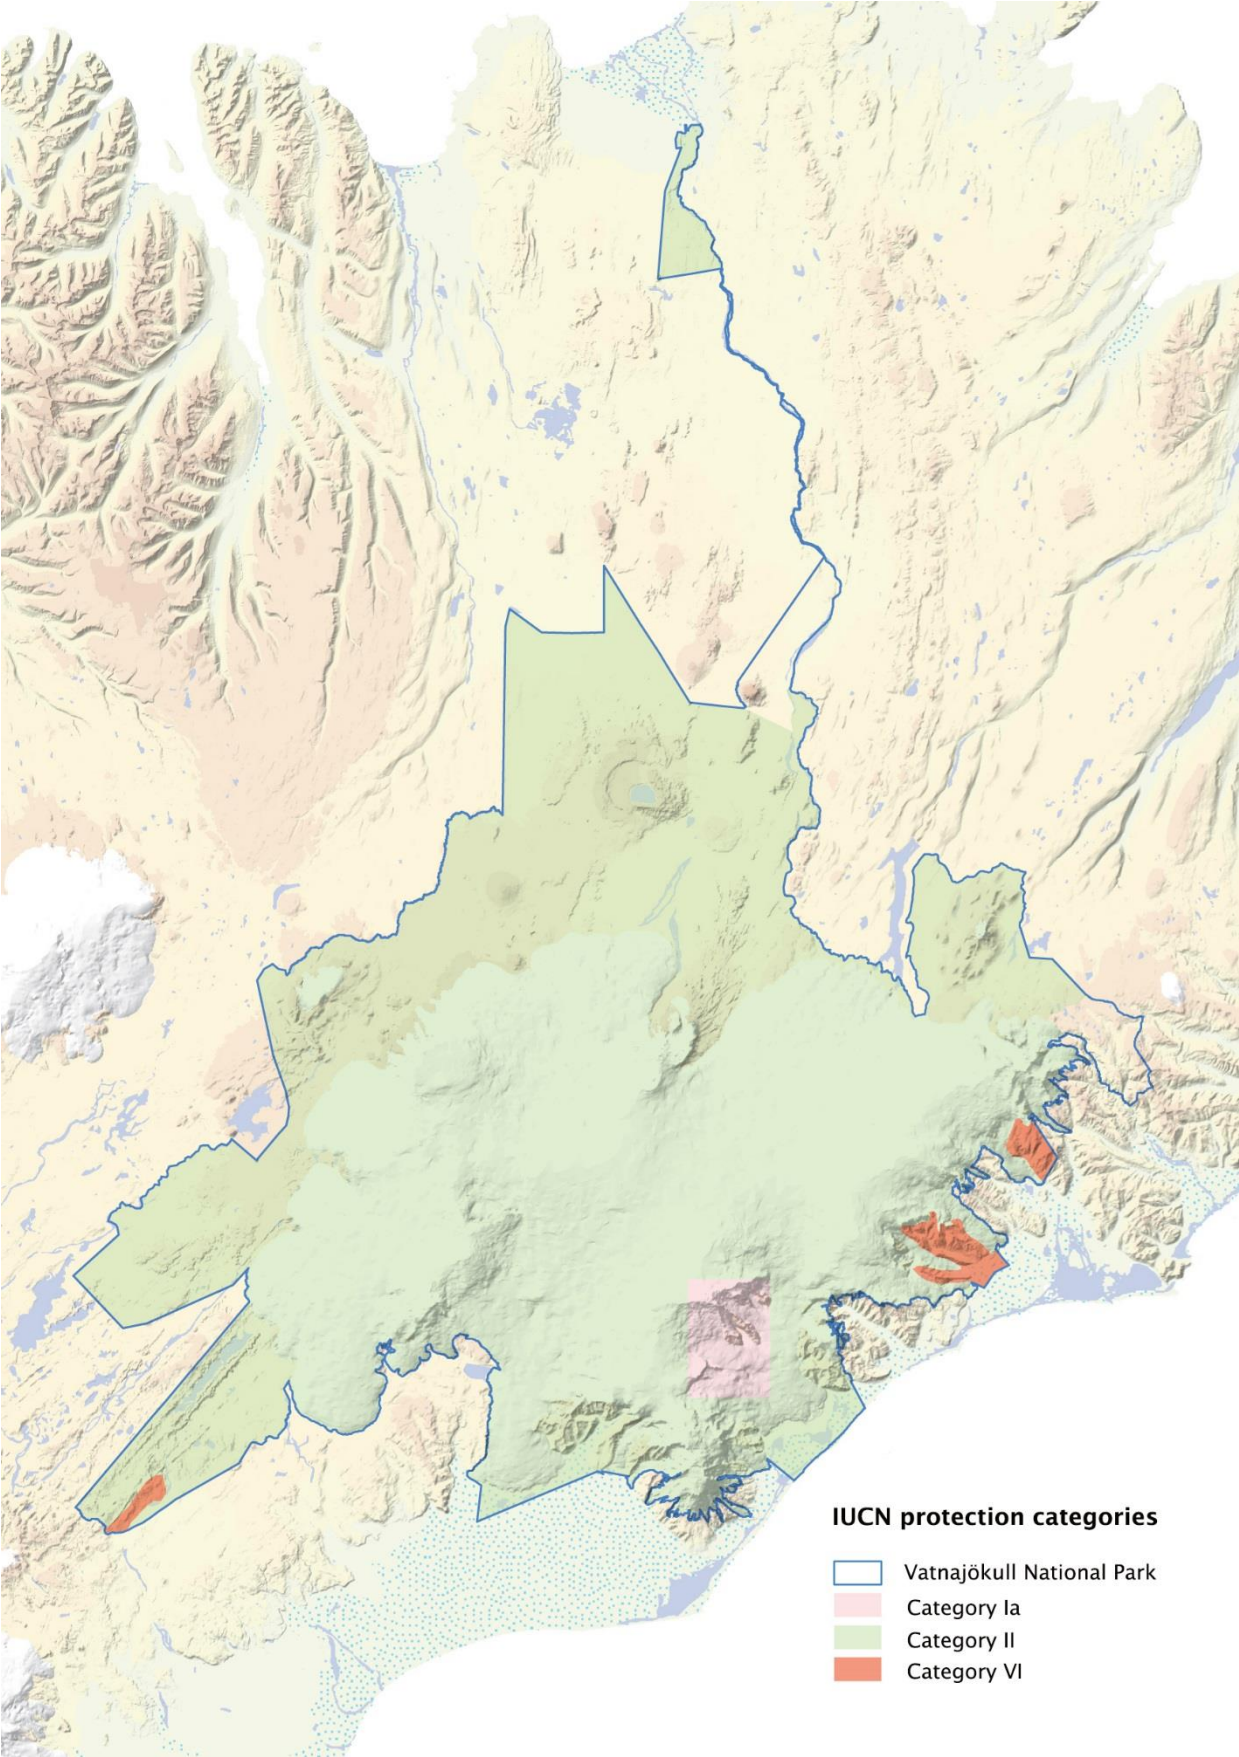 IUCN protection categories
Vatnajökull National Park
Category Ia
Category II
Category VI